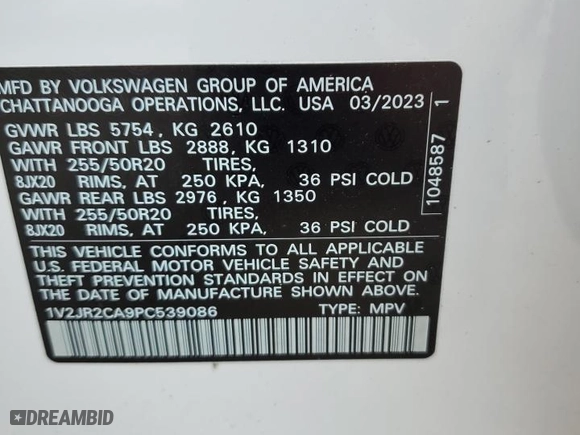 MFD BY VOLKSWAGEN GROUP OF AMERICA
CHATTANOOGA OPERATIONS, LLC. USA 03/2023
GVWR LBS 5754 , KG 2610
GAWR FRONT LBS 2888, KG 1310
WITH 255/50R20 TIRES,
8JX20 RIMS, AT 250 KPA, 36 PSI COLD
GAWR REAR LBS 2976, KG 1350
WITH 255/50R20 TIRES,
8JX20 RIMS, AT 250 KPA, 36 PSI COLD
THIS VEHICLE CONFORMS TO ALL APPLICABLE
U.S. FEDERAL MOTOR VEHICLE SAFETY AND
THEFT PREVENTION STANDARDS IN EFFECT ON
THE DATE OF MANUFACTURE SHOWN ABOVE.
1V2JR2CA9PC539086 TYPE: MPV
1048587 1
DREAMBID